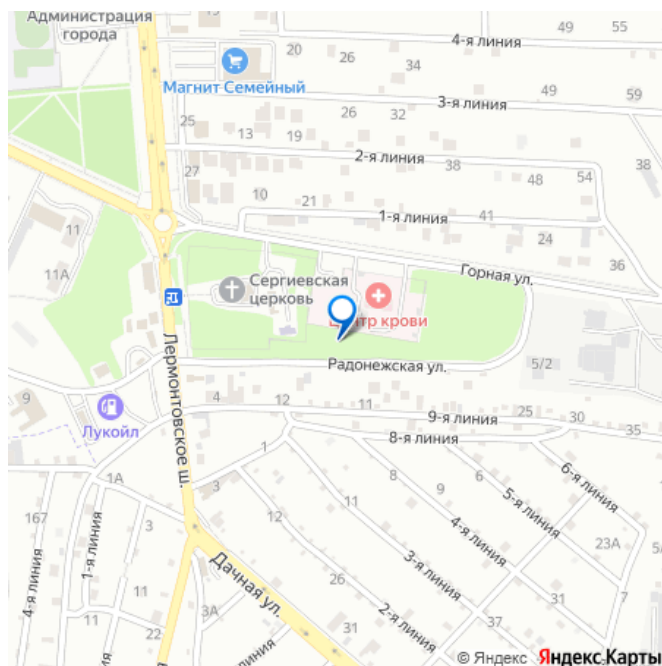 Администрация
города
49
55
4-я линия
20
26
34
Магнит Семейный
3-я линия
49
59
25
26
32
13
19
2-я линия
38
54
38
27
48
10
21
1-я линия
41
24
36
11
11А
Горная ул.
Сергиевская
церковь
Центр крови
Лермонтовское ш.
Радонежская ул.
5/2
9
Лукойл
4
12
11
9-я линия
25
30
35
8-я линия
1
1А
3
167
3
12
11
8
9
6
6-я линия
5-я линия
4-я линия
3-я линия
2-я линия
23А
7
4-я линия
1-я линия
11
11
22
3А
Дачная ул.
26
31
37
31
© Яндекс Яндекс Карты